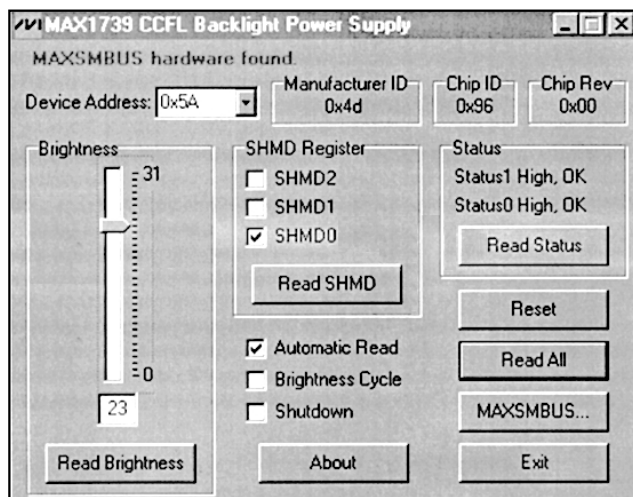 MAX1739 CCFL Backlight Power Supply
MAXSMBUS hardware found.
Device Address: 0x5A
Manufacturer ID
0x4d
Chip ID
0x96
Chip Rev
0x00
Brightness
31
0
23
Read Brightness
SHMD Register
SHMD2
SHMD1
SHMD0
Read SHMD
Automatic Read
Brightness Cycle
Shutdown
About
Status
Status1 High, OK
Status0 High, OK
Read Status
Reset
Read All
MAXSMBUS...
Exit